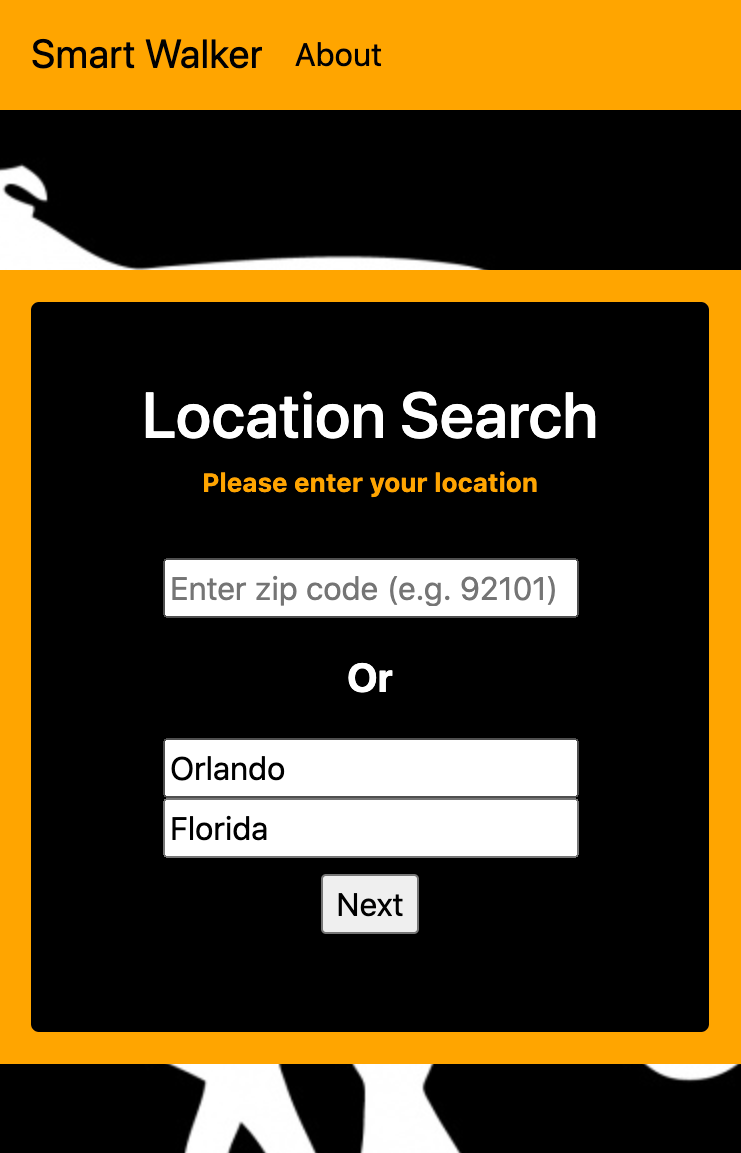 Smart Walker About
Location Search
Please enter your location
Enter zip code (e.g. 92101)
Or
Orlando
Florida
Next